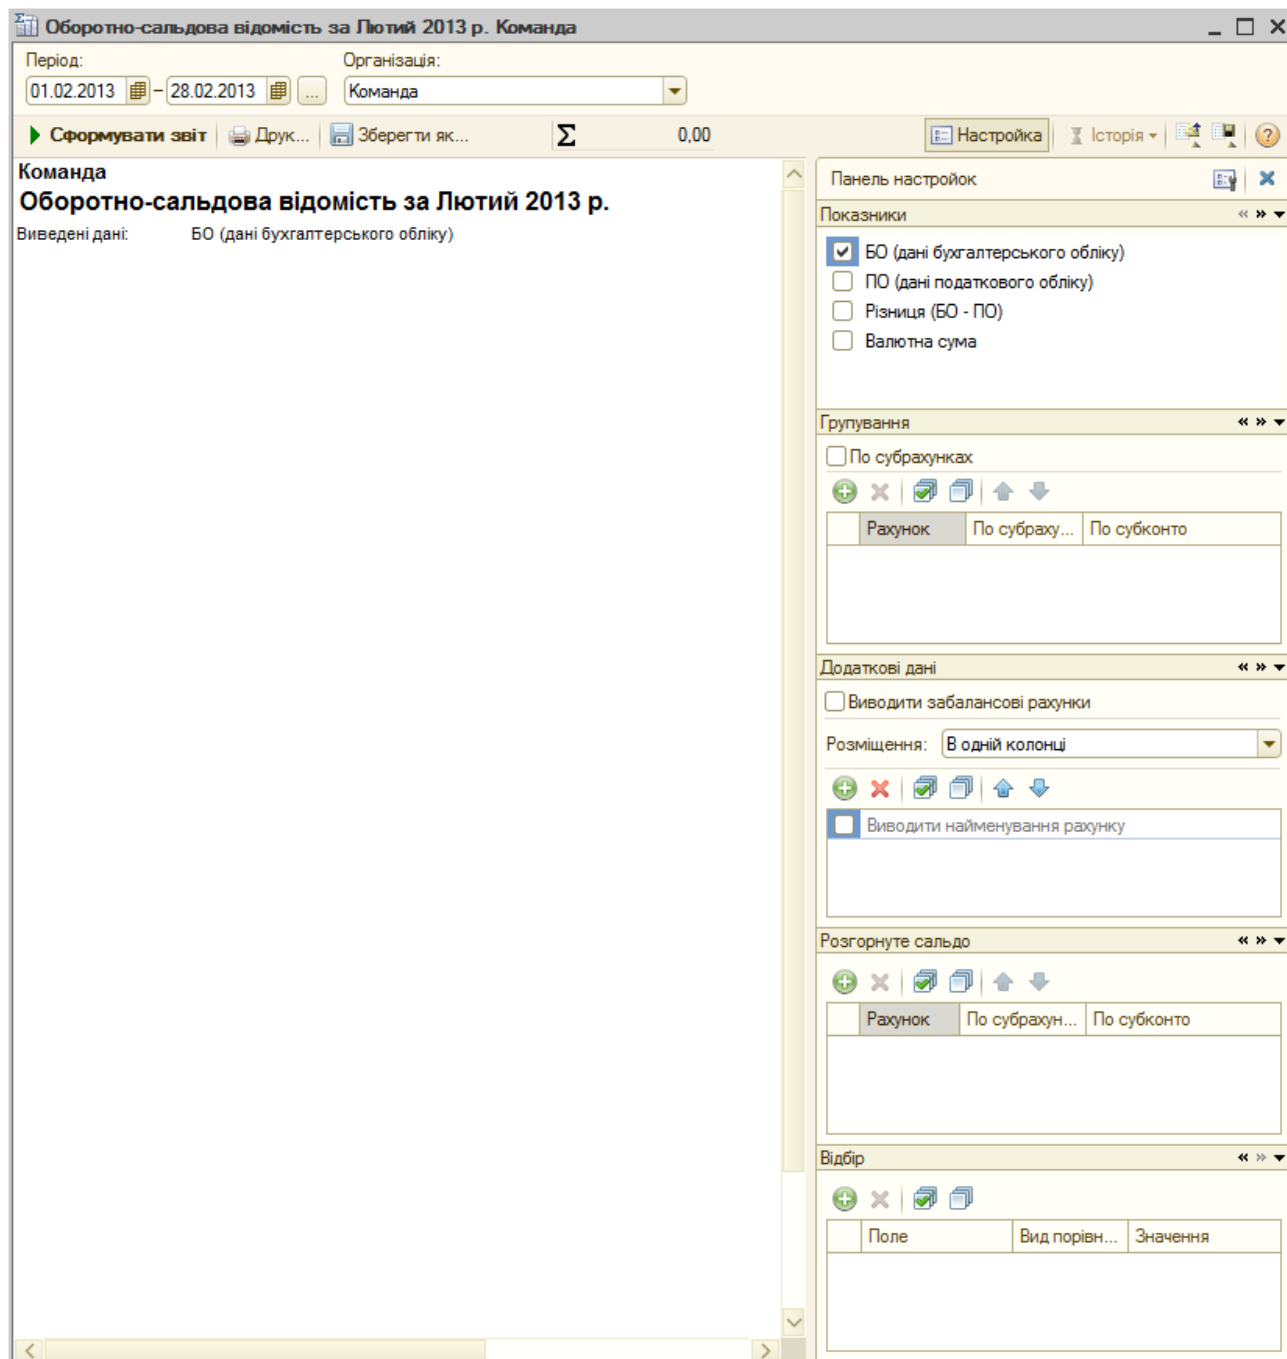 Оборотно-сальдова відомість за Лютий 2013 р. Команда
Період: Організація:
01.02.2013 – 28.02.2013 ... Команда
Сформувати звіт Друк... Зберегти як... Σ 0,00 Настройка Історія
Команда
Оборотно-сальдова відомість за Лютий 2013 р.
Виведені дані: БО (дані бухгалтерського обліку)
Панель настройок
Показники
БО (дані бухгалтерського обліку)
ПО (дані податкового обліку)
Різниця (БО - ПО)
Валютна сума
Групування
По субрахунках
Рахунок По субраху... По субконто
Додаткові дані
Виводити забалансові рахунки
Розміщення: В одній колонці
Виводити найменування рахунку
Розгорнуте сальдо
Рахунок По субрахун... По субконто
Відбір
Поле Вид порівн... Значення